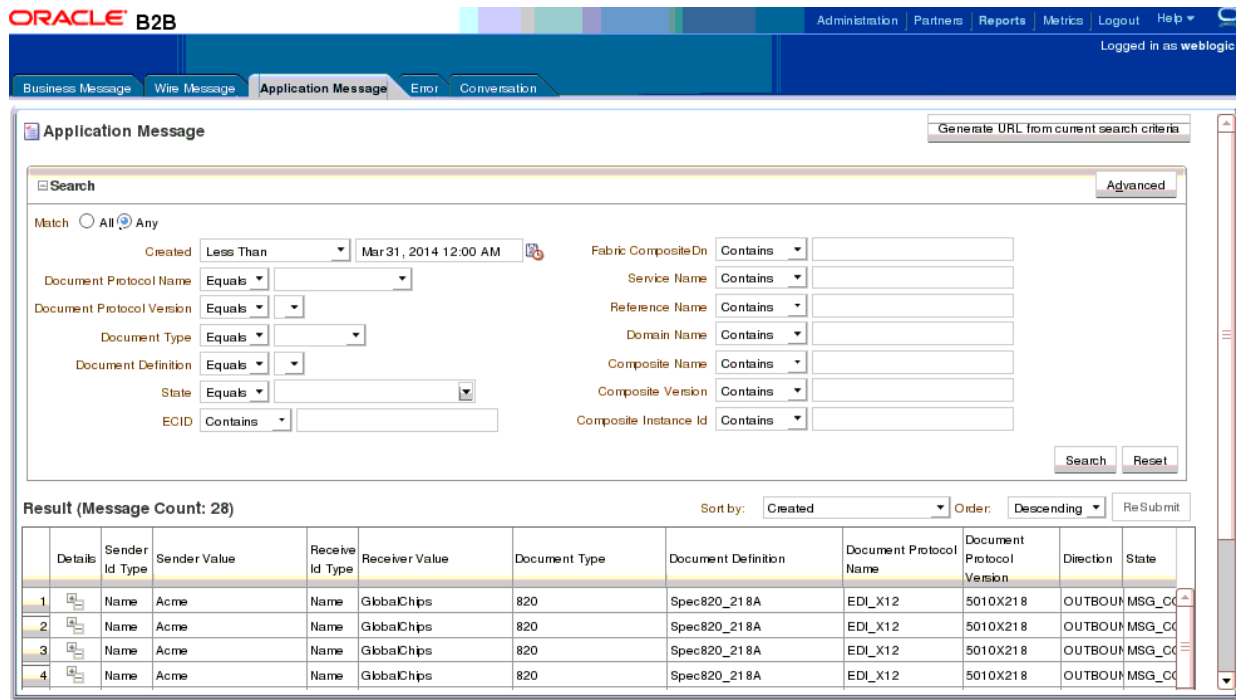 ORACLE B2B
Administration Partners Reports Metrics Logout Help
Logged in as weblogic
Business Message Wire Message Application Message Error Conversation
Application Message
Generate URL from current search criteria
Search
Advanced
Match All Any
Created Less Than Mar 31, 2014 12:00 AM Fabric CompositeDn Contains
Document Protocol Name Equals Service Name Contains
Document Protocol Version Equals Reference Name Contains
Document Type Equals Domain Name Contains
Document Definition Equals Composite Name Contains
State Equals Composite Version Contains
ECID Contains Composite Instance Id Contains
Search Reset
Result (Message Count: 28) Sort by: Created Order: Descending ReSubmit
Details Sender Id Type Sender Value Receive Id Type Receiver Value Document Type Document Definition Document Protocol Name Document Protocol Version Direction State
1 Name Acme Name GlobalChips 820 Spec820_218A EDI_X12 5010X218 OUTBOUN MSG_CO
2 Name Acme Name GlobalChips 820 Spec820_218A EDI_X12 5010X218 OUTBOUN MSG_CO
3 Name Acme Name GlobalChips 820 Spec820_218A EDI_X12 5010X218 OUTBOUN MSG_CO
4 Name Acme Name GlobalChips 820 Spec820_218A EDI_X12 5010X218 OUTBOUN MSG_CO